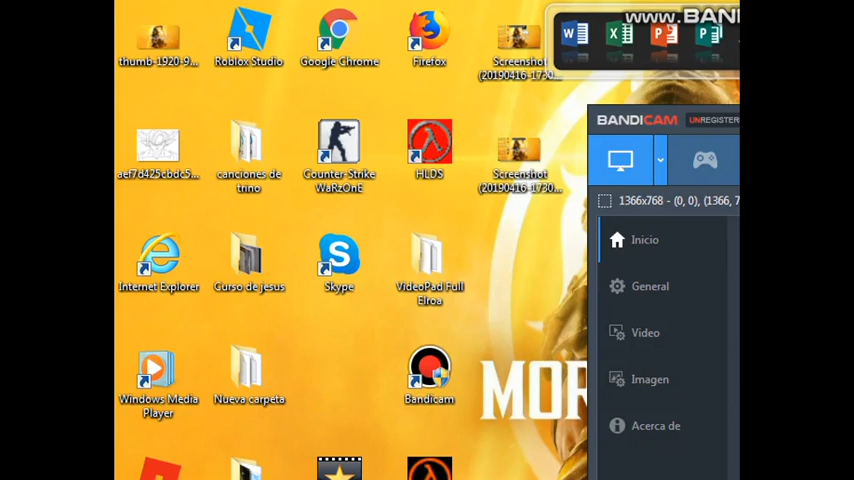 www.BANDI
thumb-1920-9...
Roblox Studio
Google Chrome
Firefox
Screenshot
(20190416-1730...
W
X
P
P
BANDICAM
UNREGISTER
aef7d425cbdc5...
canciones de
trino
Counter-Strike
WaRzOnE
HLDS
Screenshot
(20190416-1730...
1366x768 - (0, 0), (1366, 7
Inicio
Internet Explorer
Curso de jesus
Skype
VideoPad Full
Elroa
General
Video
Windows Media
Player
Nueva carpeta
Bandicam
MOR
Imagen
Acerca de